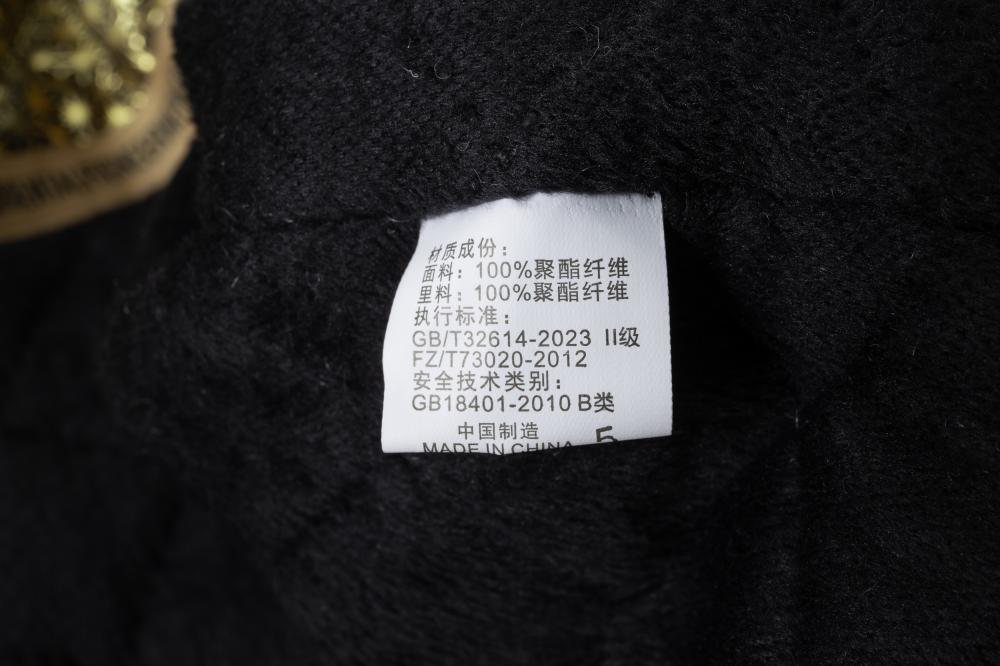 材质成份：
面料：100%聚酯纤维
里料：100%聚酯纤维
执行标准：
GB/T32614-2023 II级
FZ/T73020-2012
安全技术类别：
GB18401-2010 B类
中国制造
MADE IN CHINA 5